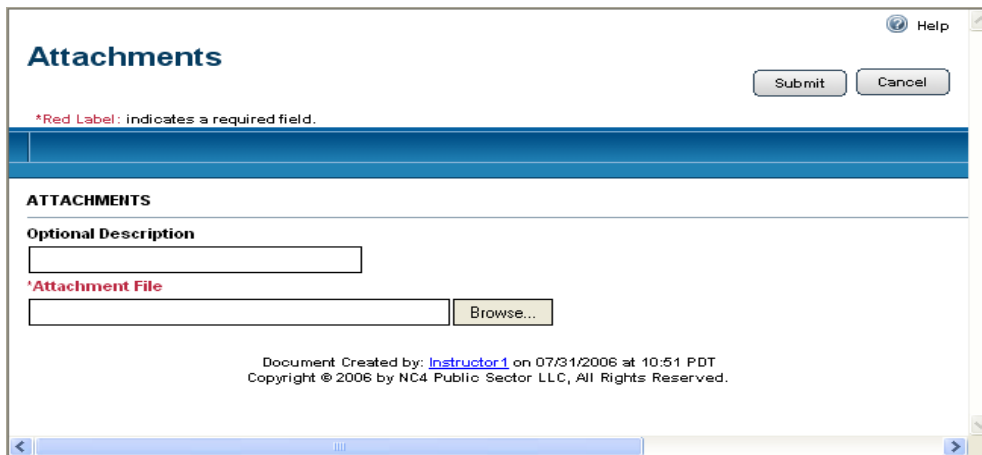 Help
Attachments
Submit Cancel
*Red Label: indicates a required field.
ATTACHMENTS
Optional Description
*Attachment File
Browse...
Document Created by: Instructor1 on 07/31/2006 at 10:51 PDT
Copyright © 2006 by NC4 Public Sector LLC, All Rights Reserved.